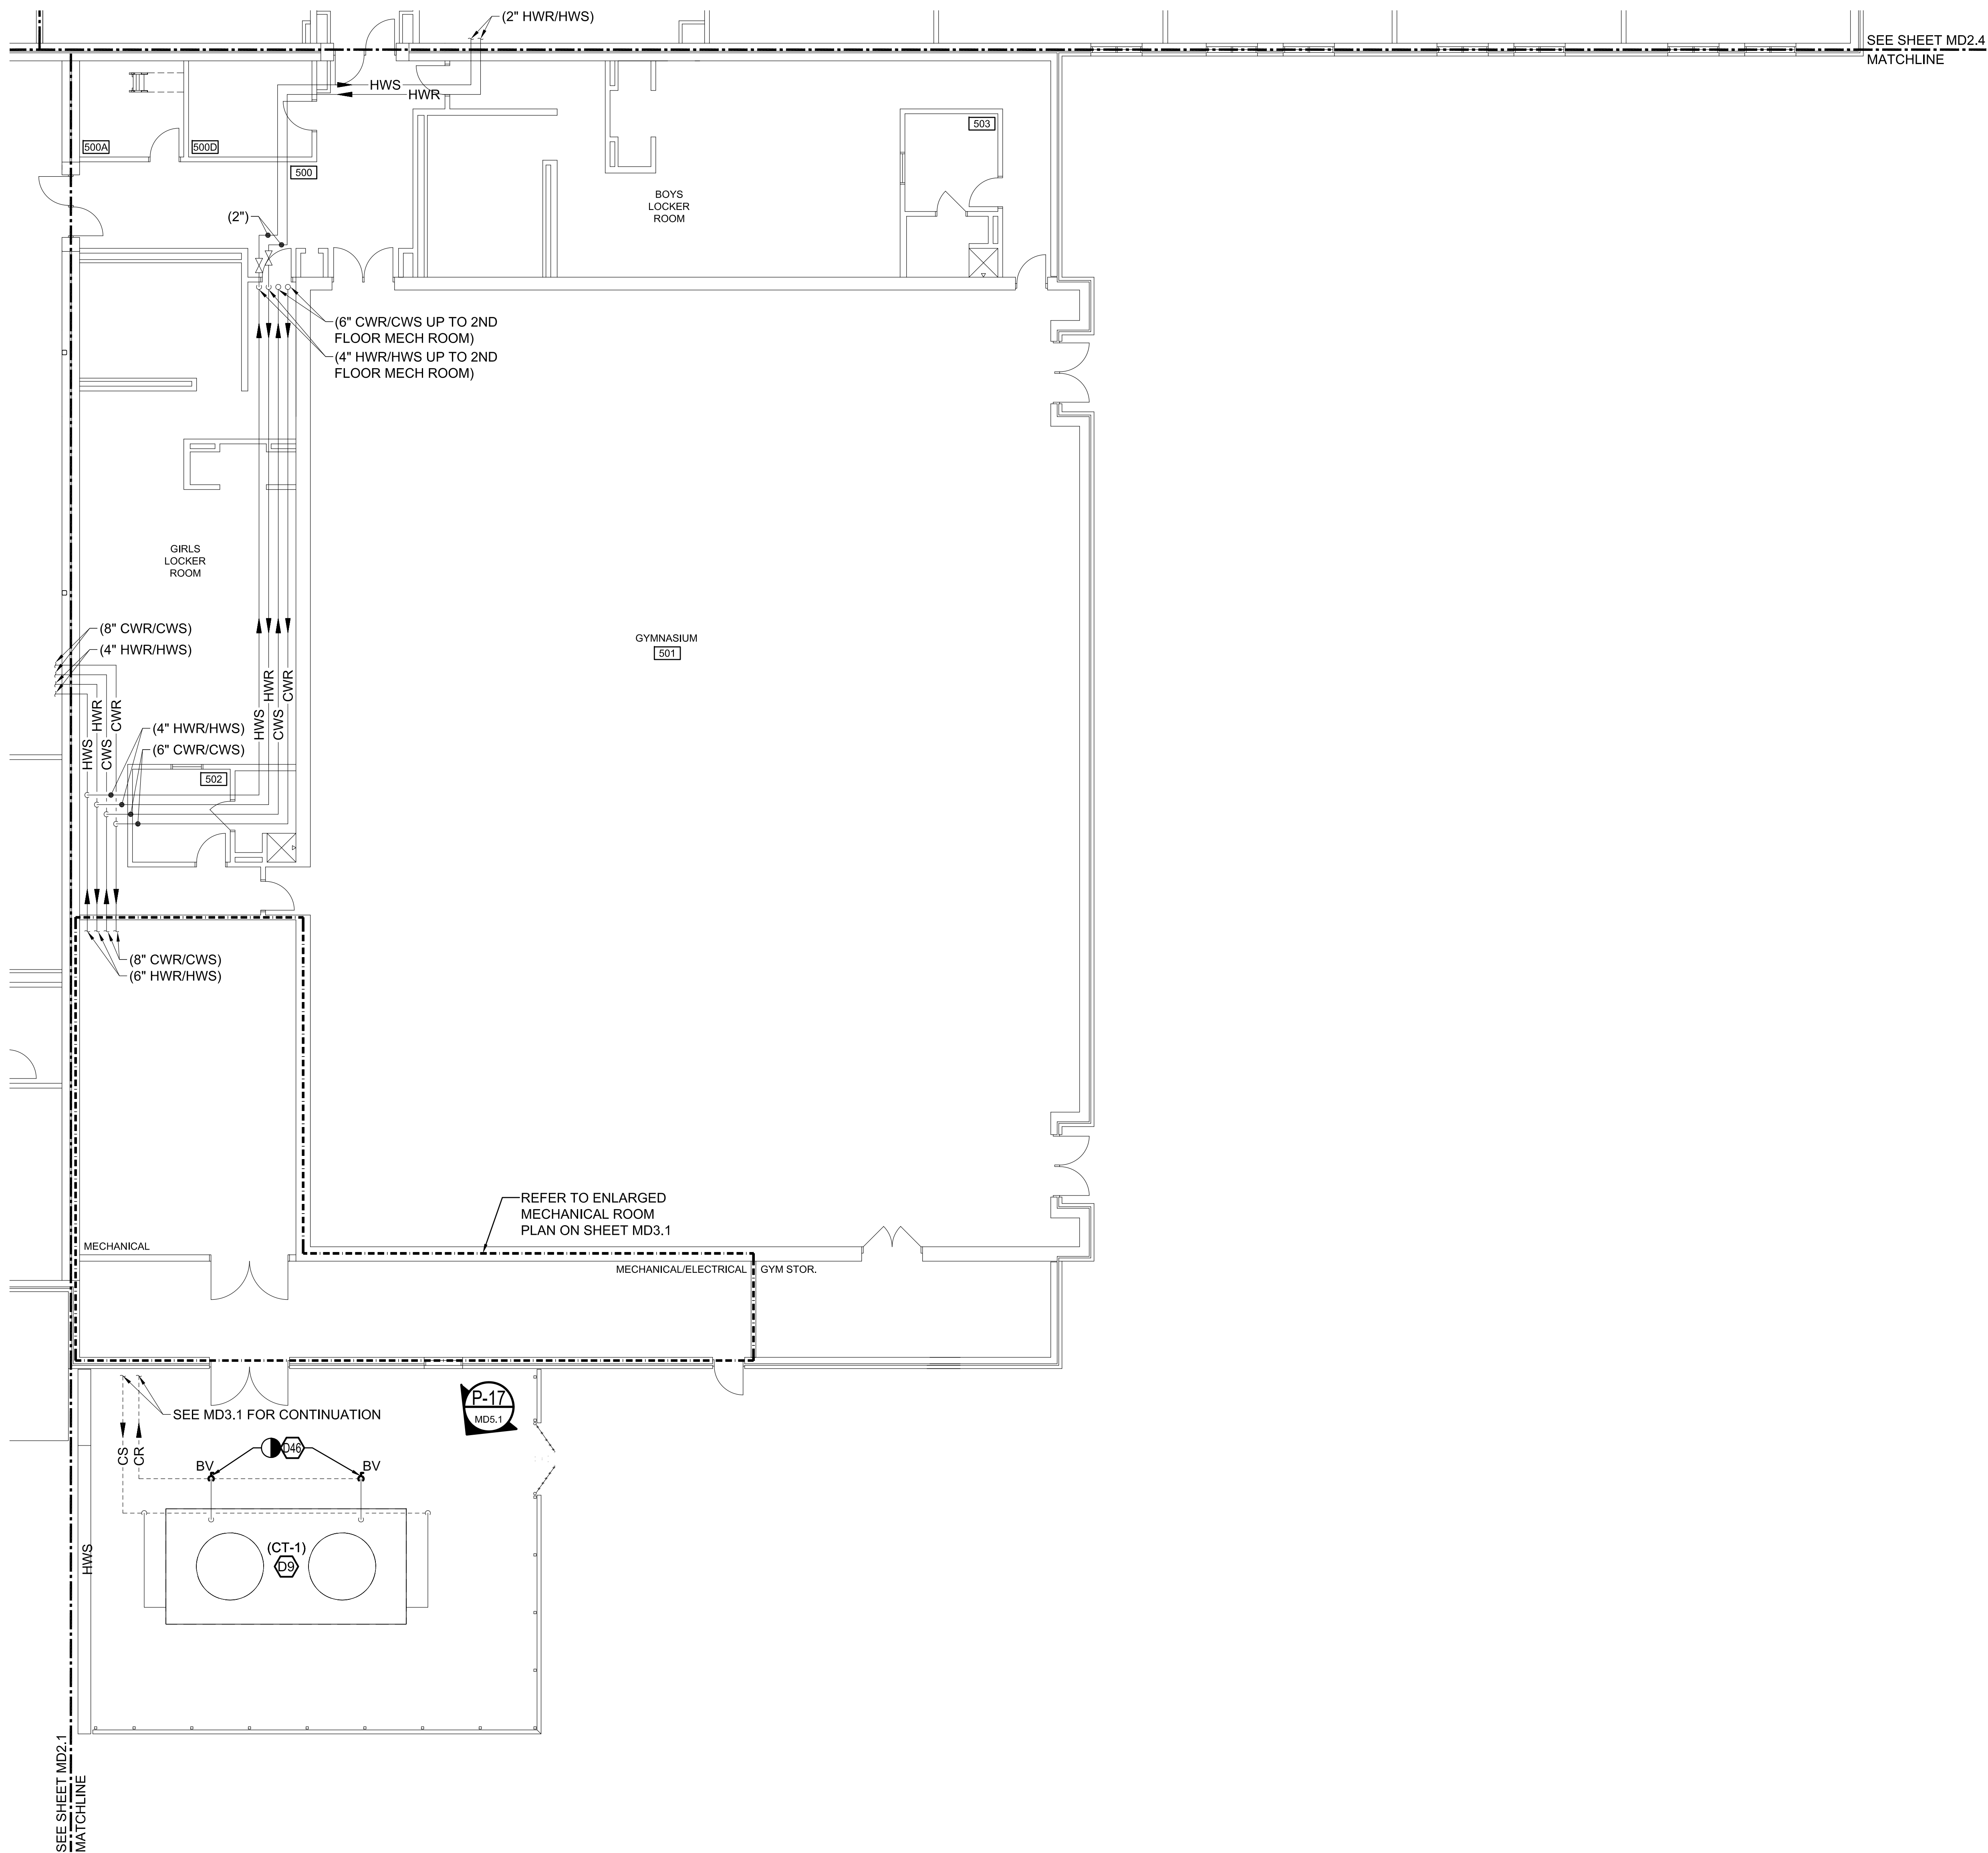 (2" HWR/HWS)
SEE SHEET MD2.4
MATCHLINE
HWS
HWR
503
500A
500D
500
BOYS
LOCKER
ROOM
(2")
(6" CWR/CWS UP TO 2ND
FLOOR MECH ROOM)
(4" HWR/HWS UP TO 2ND
FLOOR MECH ROOM)
GIRLS
LOCKER
ROOM
(8" CWR/CWS)
(4" HWR/HWS)
GYMNASIUM
501
HWR
CWR
HWR
CWR
HWS
CWS
HWS
CWS
(4" HWR/HWS)
(6" CWR/CWS)
502
(8" CWR/CWS)
(6" HWR/HWS)
REFER TO ENLARGED
MECHANICAL ROOM
PLAN ON SHEET MD3.1
MECHANICAL
MECHANICAL/ELECTRICAL
GYM STOR.
P-17
MD5.1
SEE MD3.1 FOR CONTINUATION
CS
CR
D46
BV
BV
(CT-1)
D9
HWS
SEE SHEET MD2.1
MATCHLINE